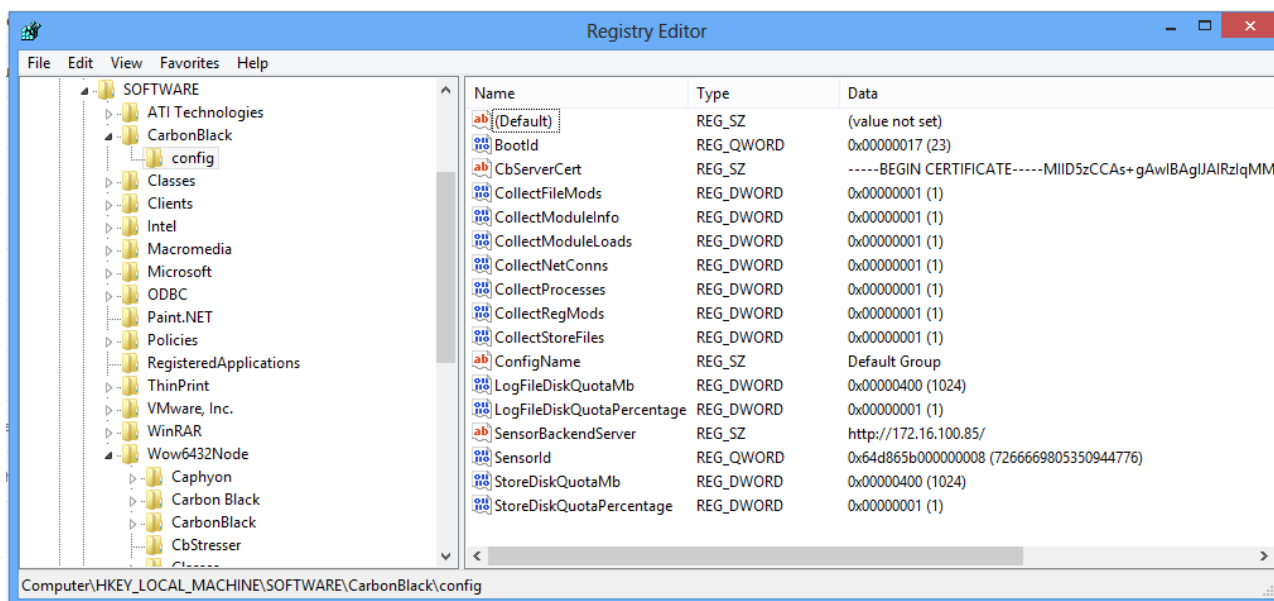 Registry Editor
File Edit View Favorites Help
SOFTWARE
ATI Technologies
CarbonBlack
config
Classes
Clients
Intel
Macromedia
Microsoft
ODBC
Paint.NET
Policies
RegisteredApplications
ThinPrint
VMware, Inc.
WinRAR
Wow6432Node
Caphyon
Carbon Black
CarbonBlack
CbStresser
Name Type Data
(Default) REG_SZ (value not set)
BootId REG_QWORD 0x00000017 (23)
CbServerCert REG_SZ -----BEGIN CERTIFICATE-----MIID5zCCAs+gAwIBAgIJAIRzIqMM
CollectFileMods REG_DWORD 0x00000001 (1)
CollectModuleInfo REG_DWORD 0x00000001 (1)
CollectModuleLoads REG_DWORD 0x00000001 (1)
CollectNetConns REG_DWORD 0x00000001 (1)
CollectProcesses REG_DWORD 0x00000001 (1)
CollectRegMods REG_DWORD 0x00000001 (1)
CollectStoreFiles REG_DWORD 0x00000001 (1)
ConfigName REG_SZ Default Group
LogFileDiskQuotaMb REG_DWORD 0x00000400 (1024)
LogFileDiskQuotaPercentage REG_DWORD 0x00000001 (1)
SensorBackendServer REG_SZ http://172.16.100.85/
SensorId REG_QWORD 0x64d865b000000008 (7266669805350944776)
StoreDiskQuotaMb REG_DWORD 0x00000400 (1024)
StoreDiskQuotaPercentage REG_DWORD 0x00000001 (1)
Computer\HKEY_LOCAL_MACHINE\SOFTWARE\CarbonBlack\config